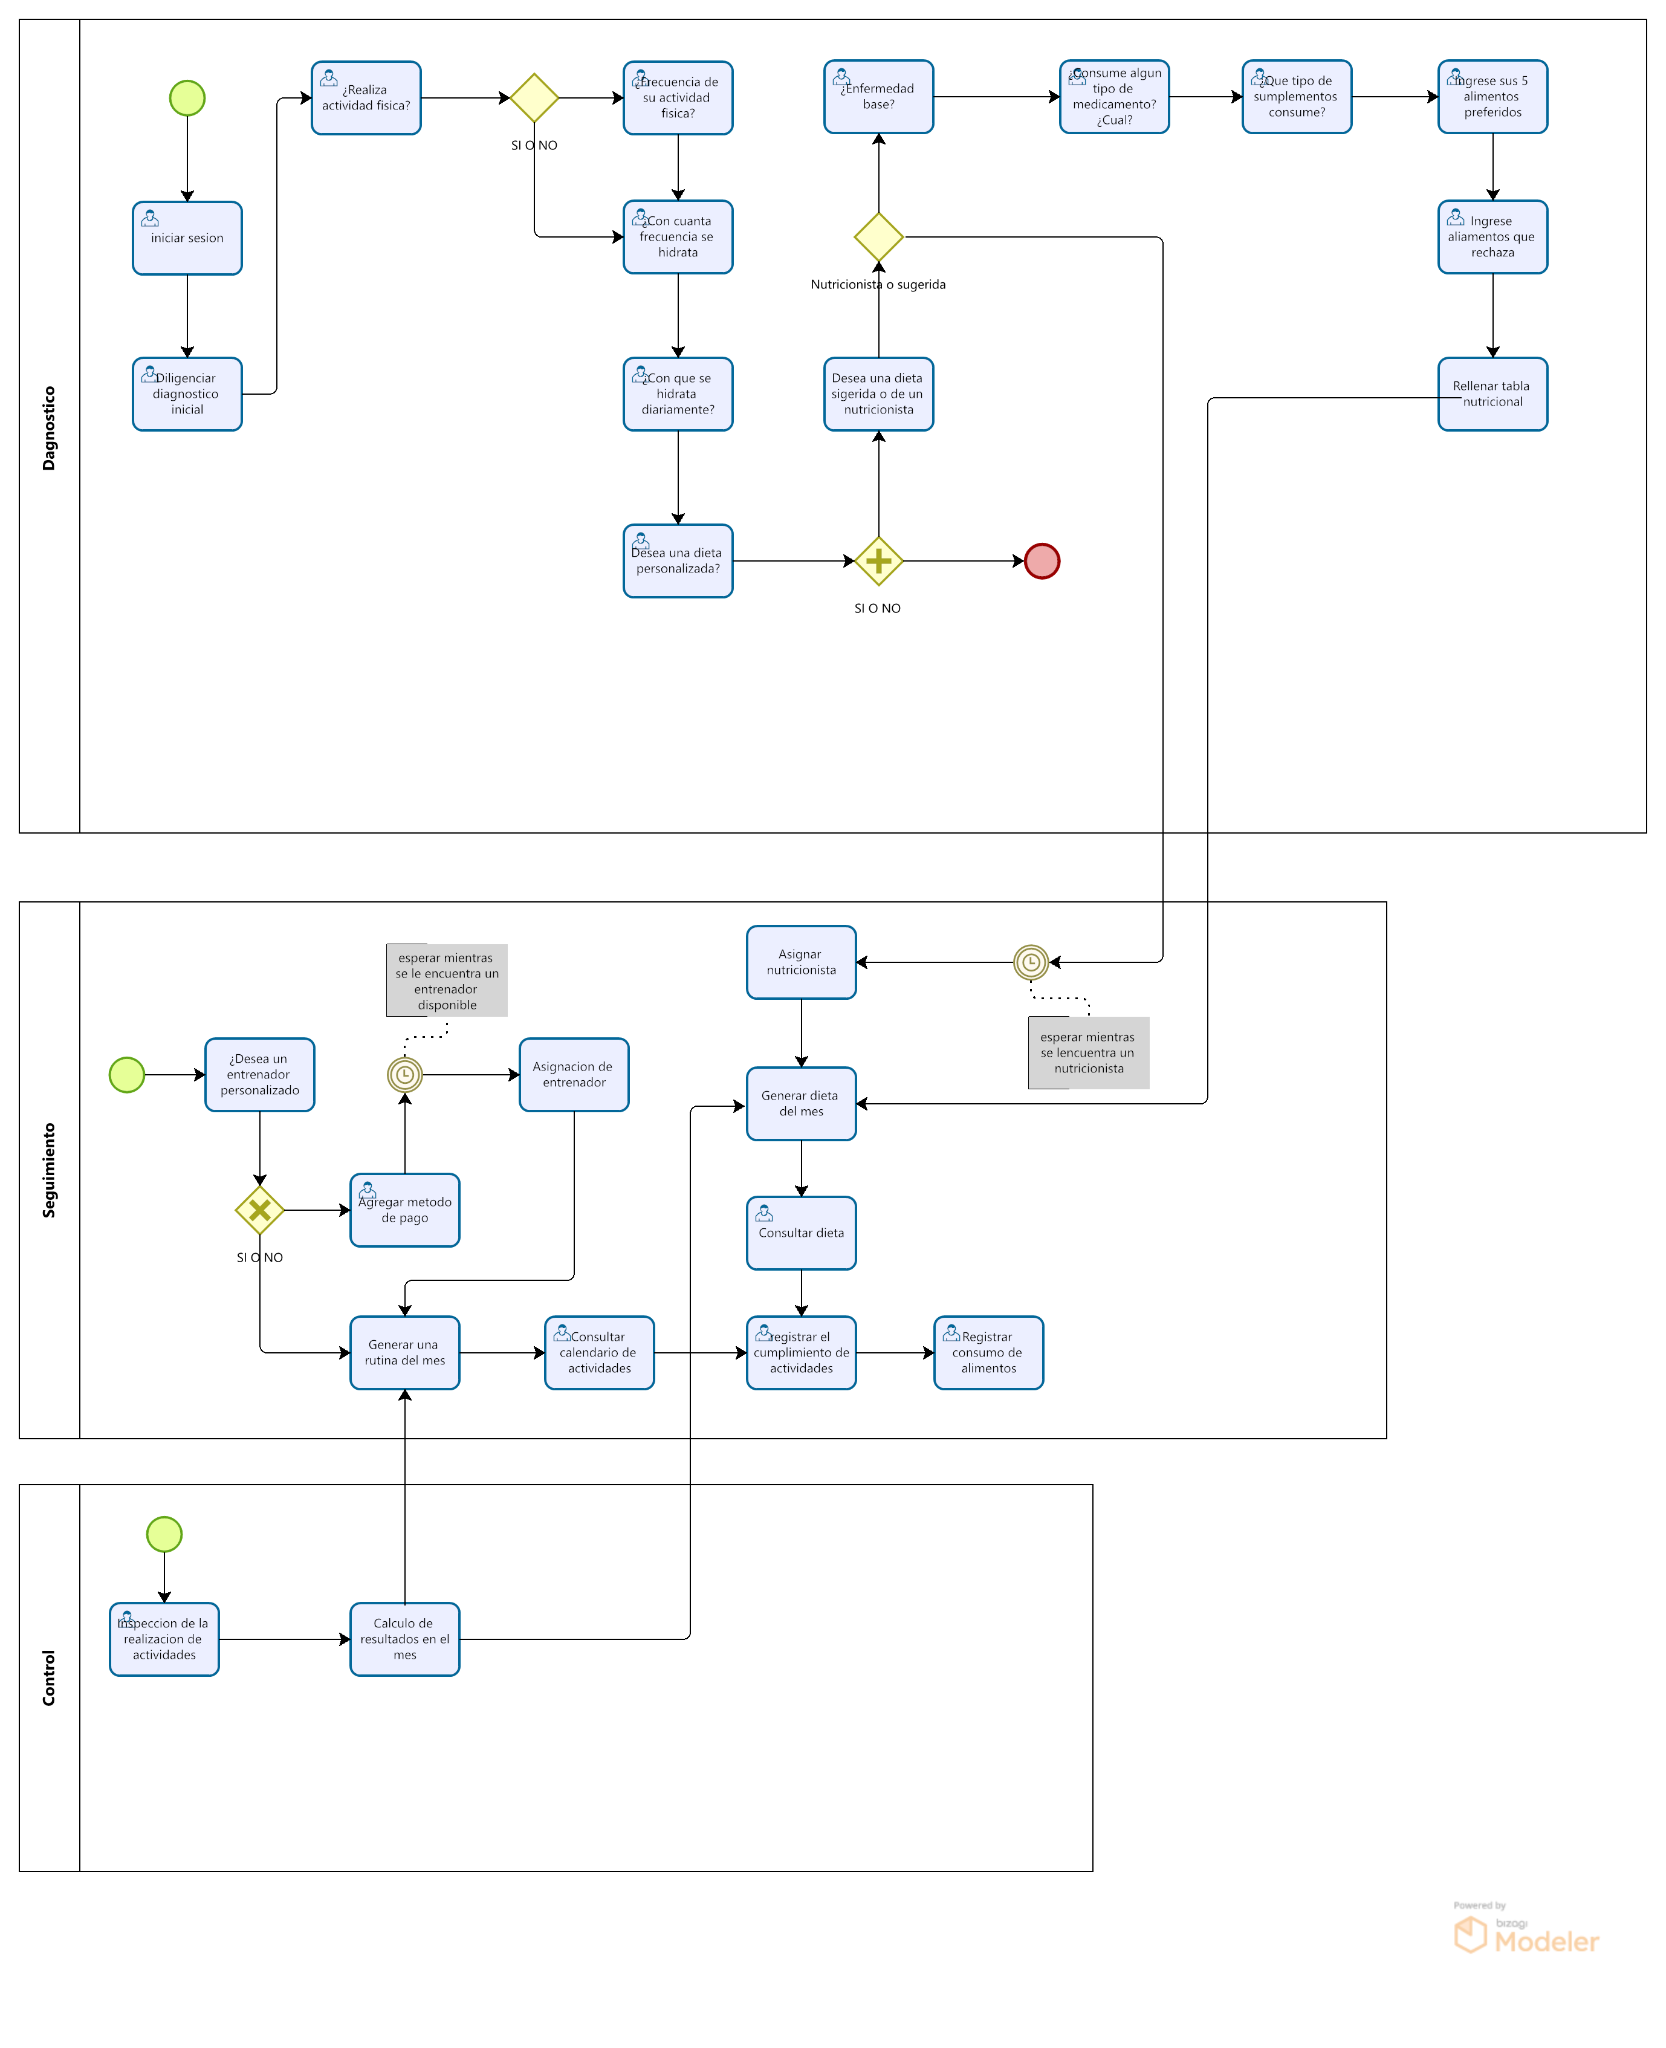 Dagnostico
iniciar sesion
Diligenciar
diagnostico
inicial
¿Realiza
actividad fisica?
SI O NO
¿frecuencia de
su actividad
fisica?
¿Con cuanta
frecuencia se
hidrata
¿Con que se
hidrata
diariamente?
Desea una dieta
personalizada?
SI O NO
Desea una dieta
sigerida o de un
nutricionista
Nutricionista o sugerida
¿Enfermedad
base?
¿Consume algun
tipo de
medicamento?
¿Cual?
¿Que tipo de
sumplementos
consume?
Ingrese sus 5
alimentos
preferidos
Ingrese
aliamentos que
rechaza
Rellenar tabla
nutricional
Seguimiento
¿Desea un
entrenador
personalizado
SI O NO
Agregar metodo
de pago
esperar mientras
se le encuentra un
entrenador
disponible
Asignacion de
entrenador
Generar una
rutina del mes
Consultar
calendario de
actividades
Asignar
nutricionista
esperar mientras
se lencuentra un
nutricionista
Generar dieta
del mes
Consultar dieta
registrar el
cumplimiento de
actividades
Registrar
consumo de
alimentos
Control
Inspeccion de la
realizacion de
actividades
Calculo de
resultados en el
mes
Powered by
bizagi
Modeler